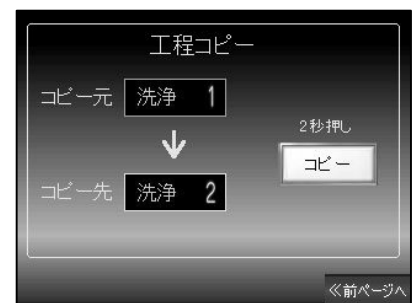 工程コピー
コピー元 洗浄 1
2秒押し
コピー
コピー先 洗浄 2
≪前ページへ